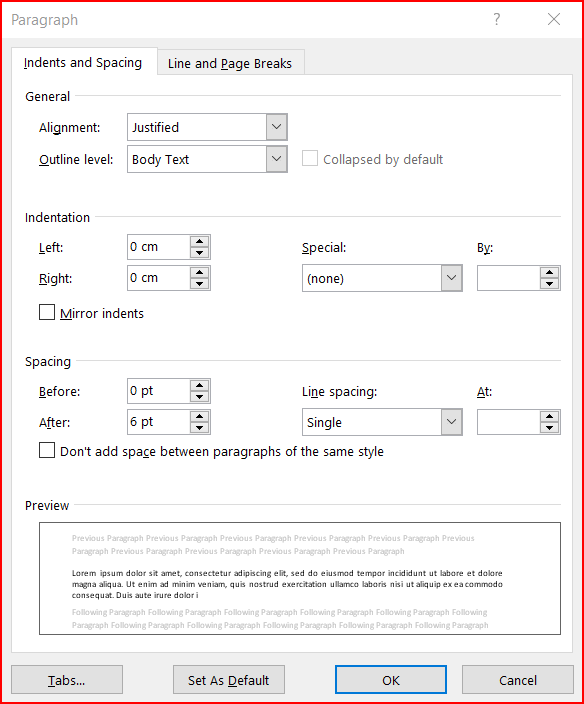 Paragraph ?
Indents and Spacing Line and Page Breaks
General
Alignment: Justified
Outline level: Body Text Collapsed by default
Indentation
Left: 0 cm Special: By:
Right: 0 cm (none)
Mirror indents
Spacing
Before: 0 pt Line spacing: At:
After: 6 pt Single
Don't add space between paragraphs of the same style
Preview
Previous Paragraph Previous Paragraph Previous Paragraph Previous Paragraph Previous Paragraph Previous
Paragraph Previous Paragraph Previous Paragraph Previous Paragraph Previous Paragraph
Lorem ipsum dolor sit amet, consectetur adipiscing elit, sed do eiusmod tempor incididunt ut labore et dolore
magna aliqua. Ut enim ad minim veniam, quis nostrud exercitation ullamco laboris nisi ut aliquip ex ea commodo
consequat. Duis aute irure dolor i
Following Paragraph Following Paragraph Following Paragraph Following Paragraph Following Paragraph
Following Paragraph Following Paragraph Following Paragraph Following Paragraph Following Paragraph
Tabs... Set As Default OK Cancel